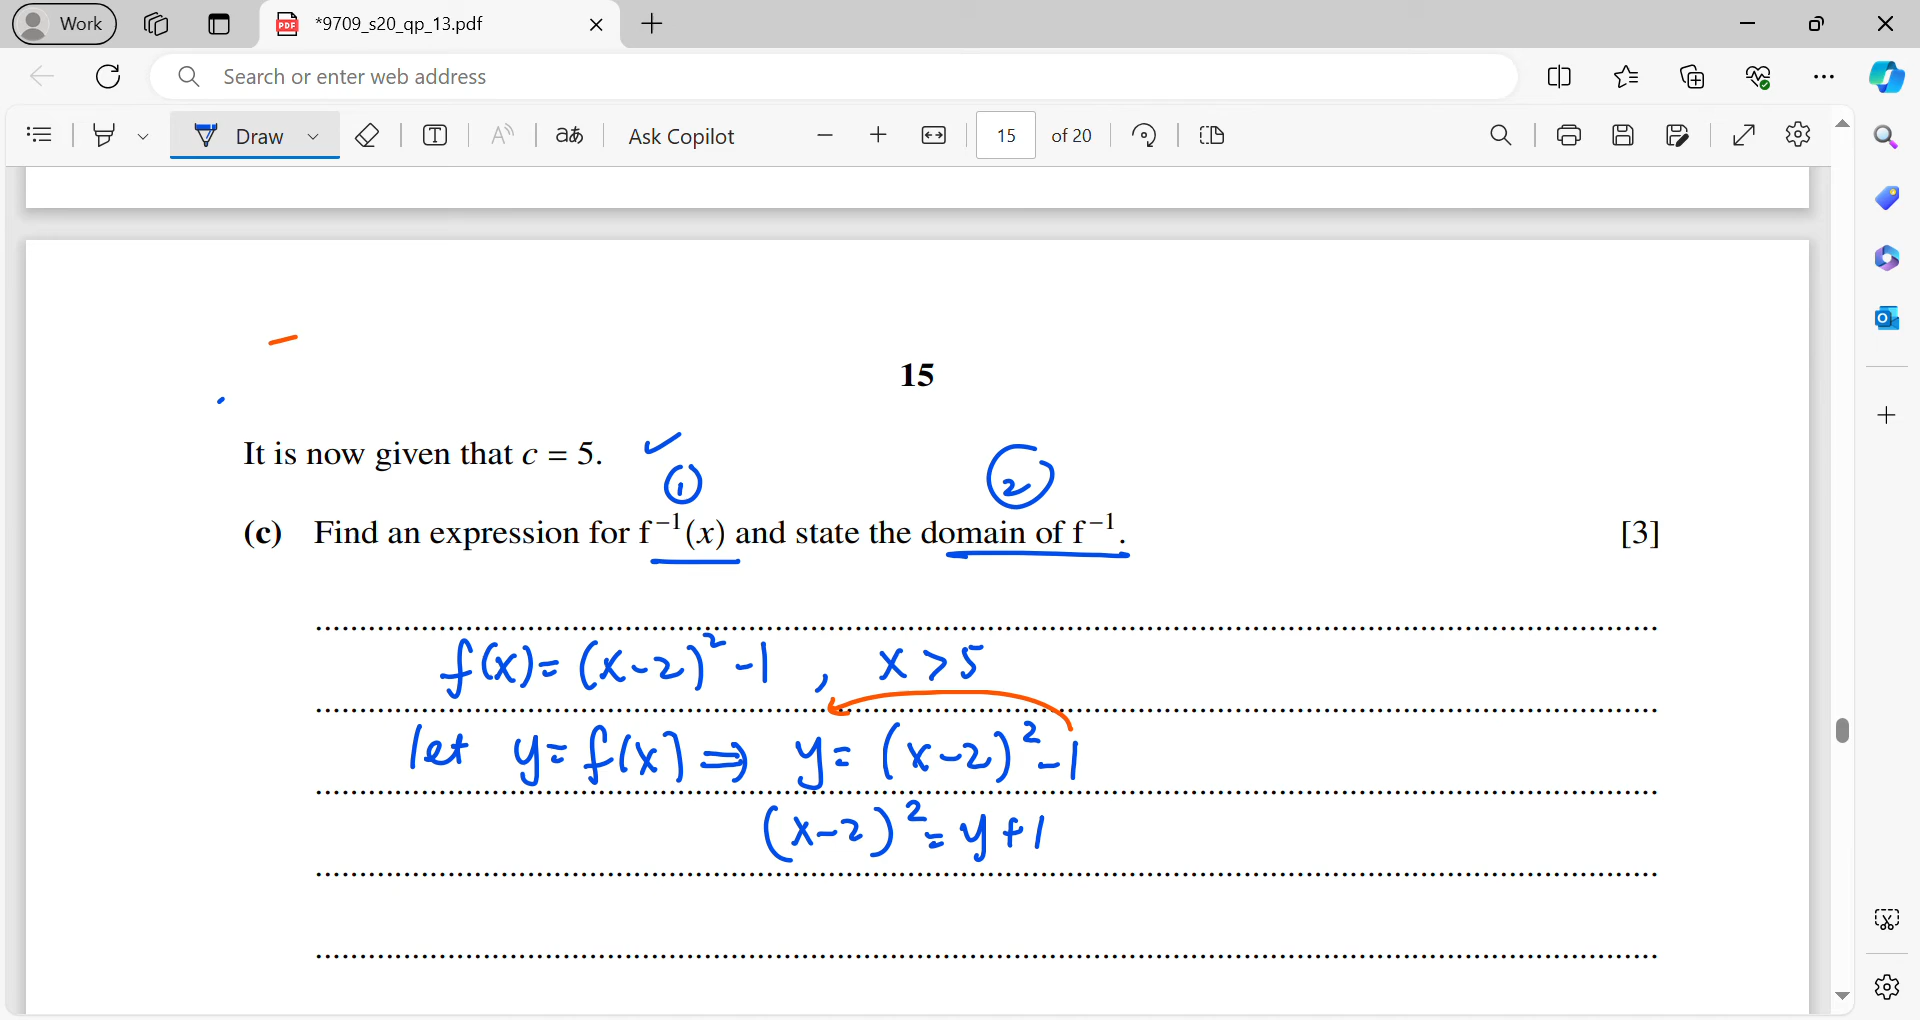 Work
*9709_s20_qp_13.pdf
Search or enter web address
Draw
Ask Copilot
15 of 20
15
It is now given that c = 5.
✓
① ②
(c) Find an expression for f⁻¹(x) and state the domain of f⁻¹. [3]
f(x) = (x-2)² -1 , x > 5
let y = f(x) ⇒ y = (x-2)² -1
(x-2)² = y + 1